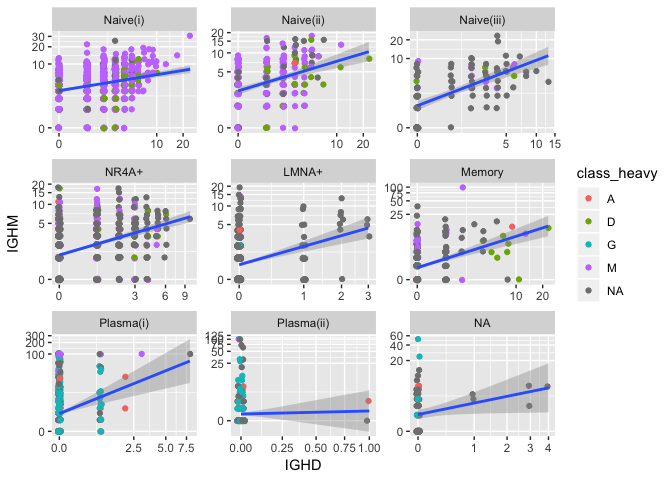 Naive(i) Naive(ii) Naive(iii)
30 20 10 5 0
20 15 10 5 0
20 10 5 0
0 10 20
0 10 20
0 5 10 15
NR4A+ LMNA+ Memory
20 15 10 5 0
20 15 10 5 0
100 75 50 25 0
0 3 6 9
0 1 2 3
0 10 20
Plasma(i) Plasma(ii) NA
300 200 100 0
125 100 75 50 25 0
60 40 20 0
0.0 2.5 5.0 7.5
0.00 0.25 0.50 0.75 1.00
0 1 2 3 4
IGHM
IGHD
class_heavy
A
D
G
M
NA